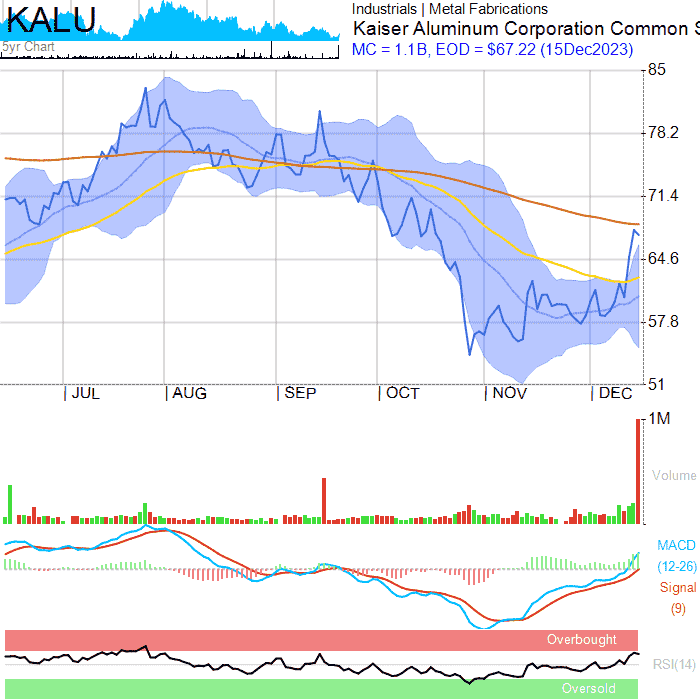 KALU
5yr Chart
Industrials | Metal Fabrications
Kaiser Aluminum Corporation Common S
MC = 1.1B, EOD = $67.22 (15Dec2023)
85
78.2
71.4
64.6
57.8
51
JUL
AUG
SEP
OCT
NOV
DEC
1M
Volume
MACD
(12-26)
Signal
(9)
Overbought
RSI(14)
Oversold